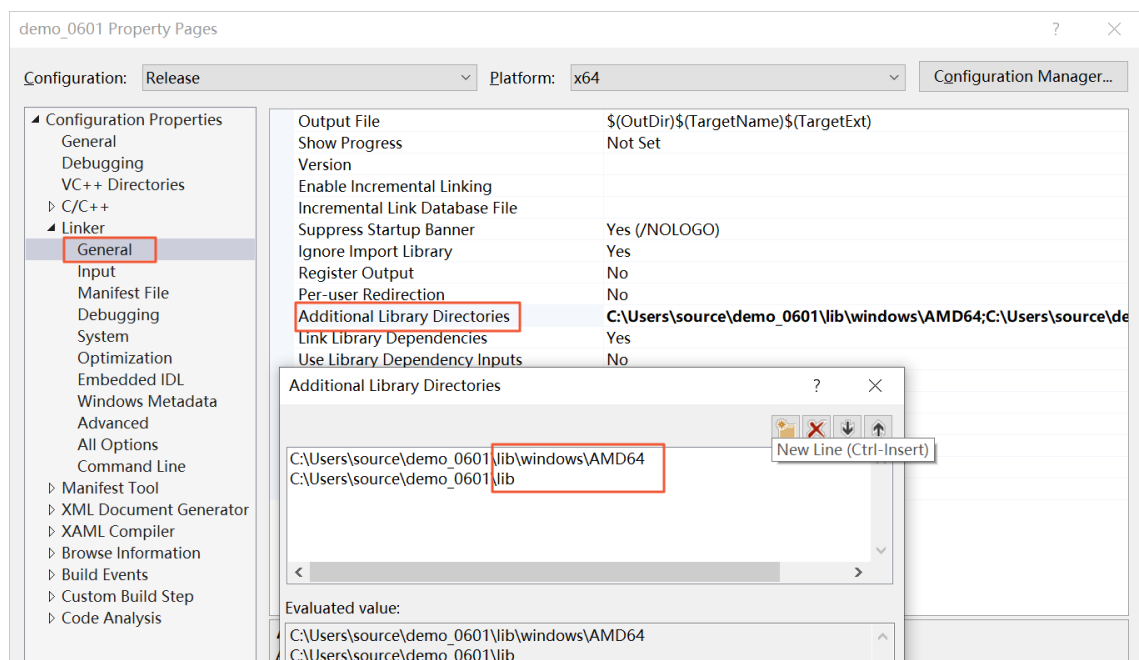 demo_0601 Property Pages
Configuration: Release Platform: x64 Configuration Manager...
Configuration Properties
General
Debugging
VC++ Directories
C/C++
Linker
General
Input
Manifest File
Debugging
System
Optimization
Embedded IDL
Windows Metadata
Advanced
All Options
Command Line
Manifest Tool
XML Document Generator
XAML Compiler
Browse Information
Build Events
Custom Build Step
Code Analysis
Output File $(OutDir)$(TargetName)$(TargetExt)
Show Progress Not Set
Version
Enable Incremental Linking
Incremental Link Database File
Suppress Startup Banner Yes (/NOLOGO)
Ignore Import Library Yes
Register Output No
Per-user Redirection No
Additional Library Directories C:\Users\source\demo_0601\lib\windows\AMD64;C:\Users\source\de
Link Library Dependencies Yes
Use Library Dependency Inputs No
Additional Library Directories
New Line (Ctrl-Insert)
C:\Users\source\demo_0601\lib\windows\AMD64
C:\Users\source\demo_0601\lib
Evaluated value:
C:\Users\source\demo_0601\lib\windows\AMD64
C:\Users\source\demo_0601\lib